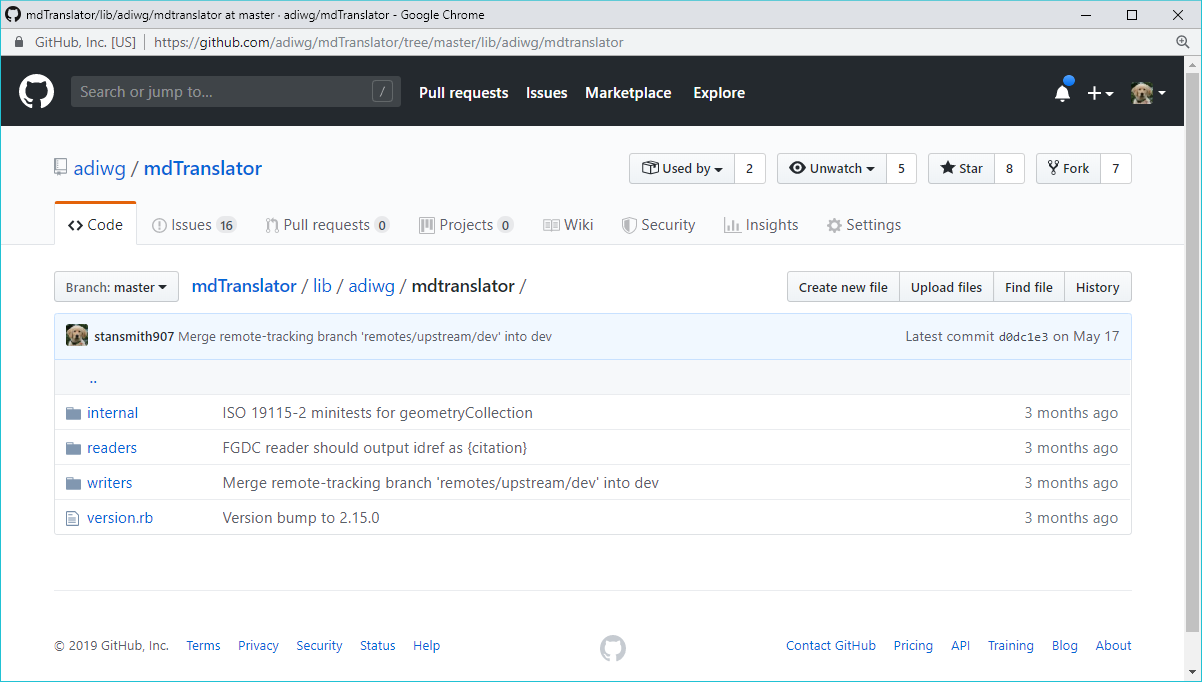 mdTranslator/lib/adiwg/mdtranslator at master · adiwg/mdTranslator - Google Chrome
GitHub, Inc. [US] https://github.com/adiwg/mdTranslator/tree/master/lib/adiwg/mdtranslator
Search or jump to... / Pull requests Issues Marketplace Explore
adiwg / mdTranslator Used by 2 Unwatch 5 Star 8 Fork 7
Code Issues 16 Pull requests 0 Projects 0 Wiki Security Insights Settings
Branch: master mdTranslator / lib / adiwg / mdtranslator / Create new file Upload files Find file History
stansmith907 Merge remote-tracking branch 'remotes/upstream/dev' into dev Latest commit d0dc1e3 on May 17
..
internal ISO 19115-2 minitests for geometryCollection 3 months ago
readers FGDC reader should output idref as {citation} 3 months ago
writers Merge remote-tracking branch 'remotes/upstream/dev' into dev 3 months ago
version.rb Version bump to 2.15.0 3 months ago
© 2019 GitHub, Inc. Terms Privacy Security Status Help Contact GitHub Pricing API Training Blog About